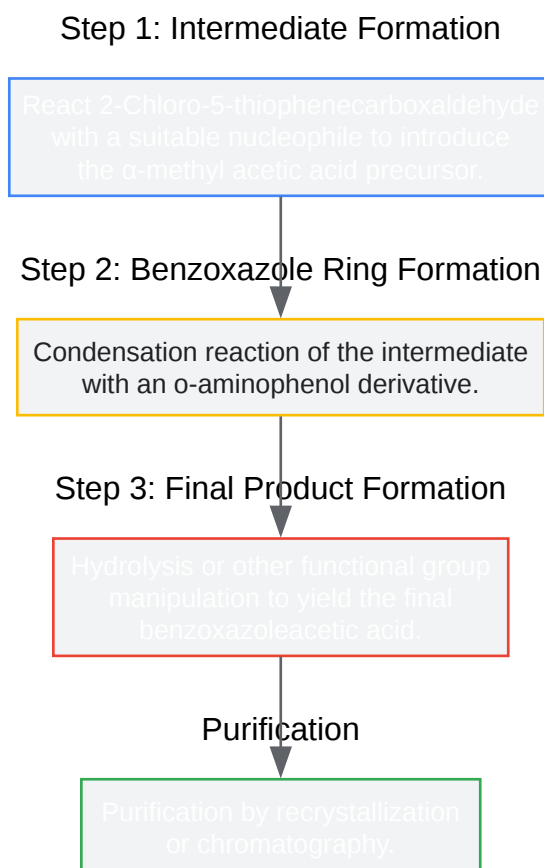 Step 1: Intermediate Formation
React 2-Chloro-5-thiophenecarboxaldehyde
with a suitable nucleophile to introduce
the α-methyl acetic acid precursor.
Step 2: Benzoxazole Ring Formation
Condensation reaction of the intermediate
with an o-aminophenol derivative.
Step 3: Final Product Formation
Hydrolysis or other functional group
manipulation to yield the final
benzoxazoleacetic acid.
Purification
Purification by recrystallization
or chromatography.